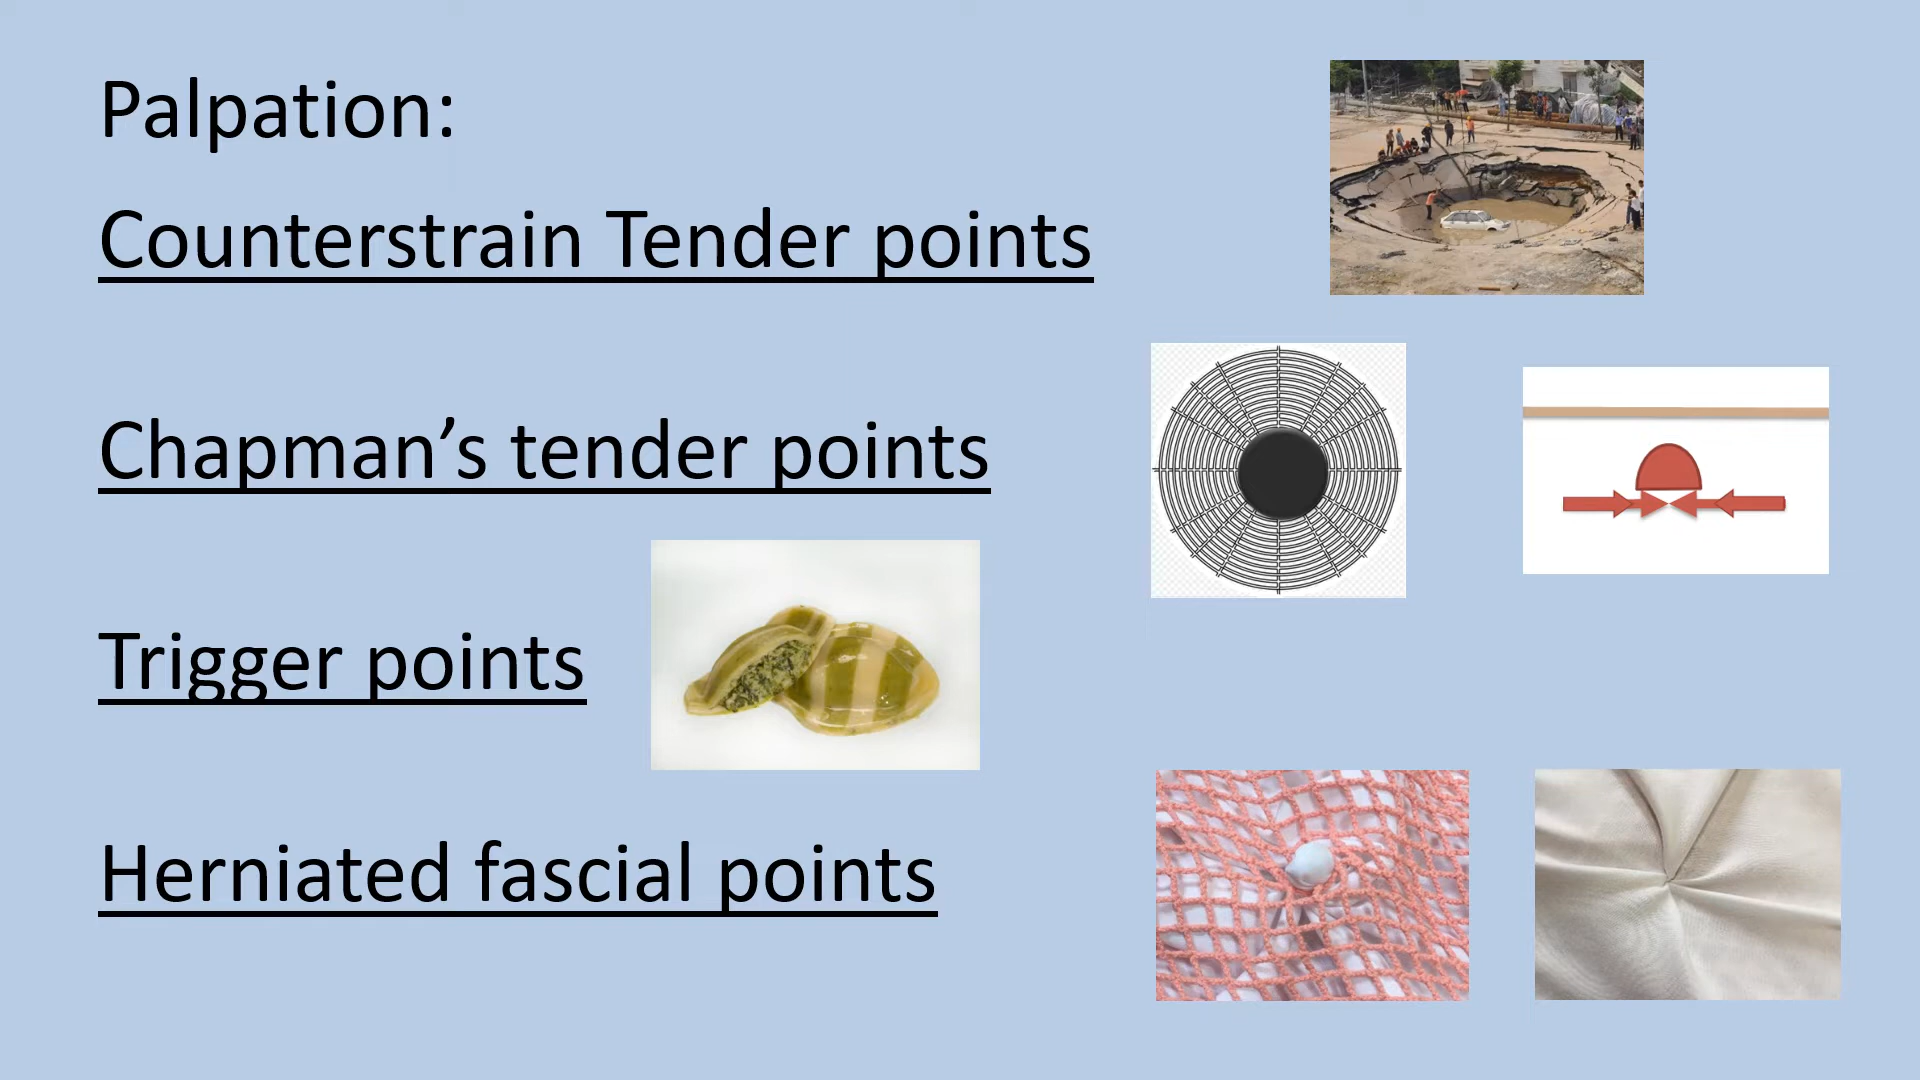 Palpation:
Counterstrain Tender points
Chapman’s tender points
Trigger points
Herniated fascial points